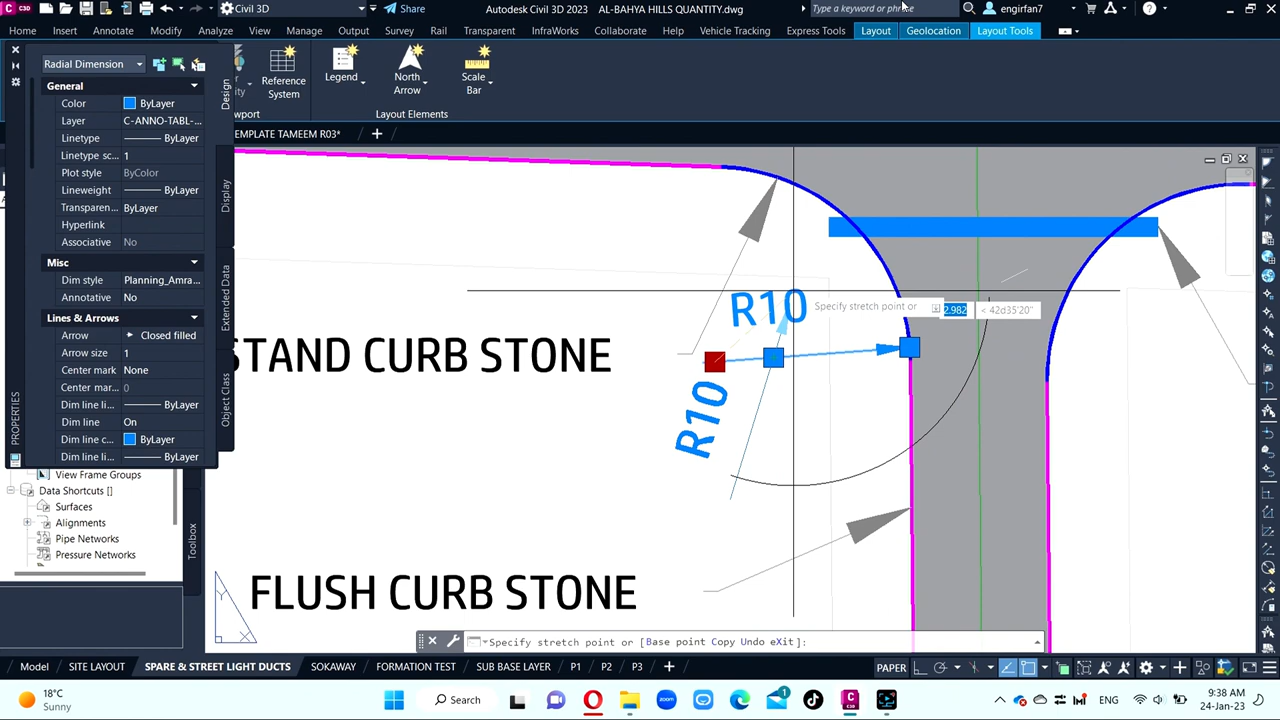 Civil 3D
Share
Autodesk Civil 3D 2023
AL-BAHYA HILLS QUANTITY.dwg
Type a keyword or phrase
engirfan7
Home
Insert
Annotate
Modify
Analyze
View
Manage
Output
Survey
Rail
Transparent
InfraWorks
Collaborate
Help
Vehicle Tracking
Express Tools
Layout
Geolocation
Layout Tools
Radial Dimension
Reference
System
Legend
North
Arrow
Scale
Bar
Layout Elements
General
Color ByLayer
Layer C-ANNO-TABL-...
Linetype ByLayer
Linetype sc... 1
Plot style ByColor
Lineweight ByLayer
Transparen... ByLayer
Hyperlink
Associative No
Misc
Dim style Planning_Amra...
Annotative No
Lines & Arrows
Arrow Closed filled
Arrow size 1
Center mark None
Center mar... 0
Dim line li... ByLayer
Dim line On
Dim line c... ByLayer
Dim line li... ByLayer
PROPERTIES
Design
Display
Extended Data
Object Class
Toolbox
View Frame Groups
Data Shortcuts []
Surfaces
Alignments
Pipe Networks
Pressure Networks
EMPLATE TAMEEM R03*
R10
R10
Specify stretch point or
2.982
< 42d35'20"
STAND CURB STONE
FLUSH CURB STONE
Y
X
Specify stretch point or [Base point Copy Undo eXit]:
Model
SITE LAYOUT
SPARE & STREET LIGHT DUCTS
SOKAWAY
FORMATION TEST
SUB BASE LAYER
P1
P2
P3
PAPER
18°C
Sunny
Search
zoom
1
C3D
ENG
9:38 AM
24-Jan-23